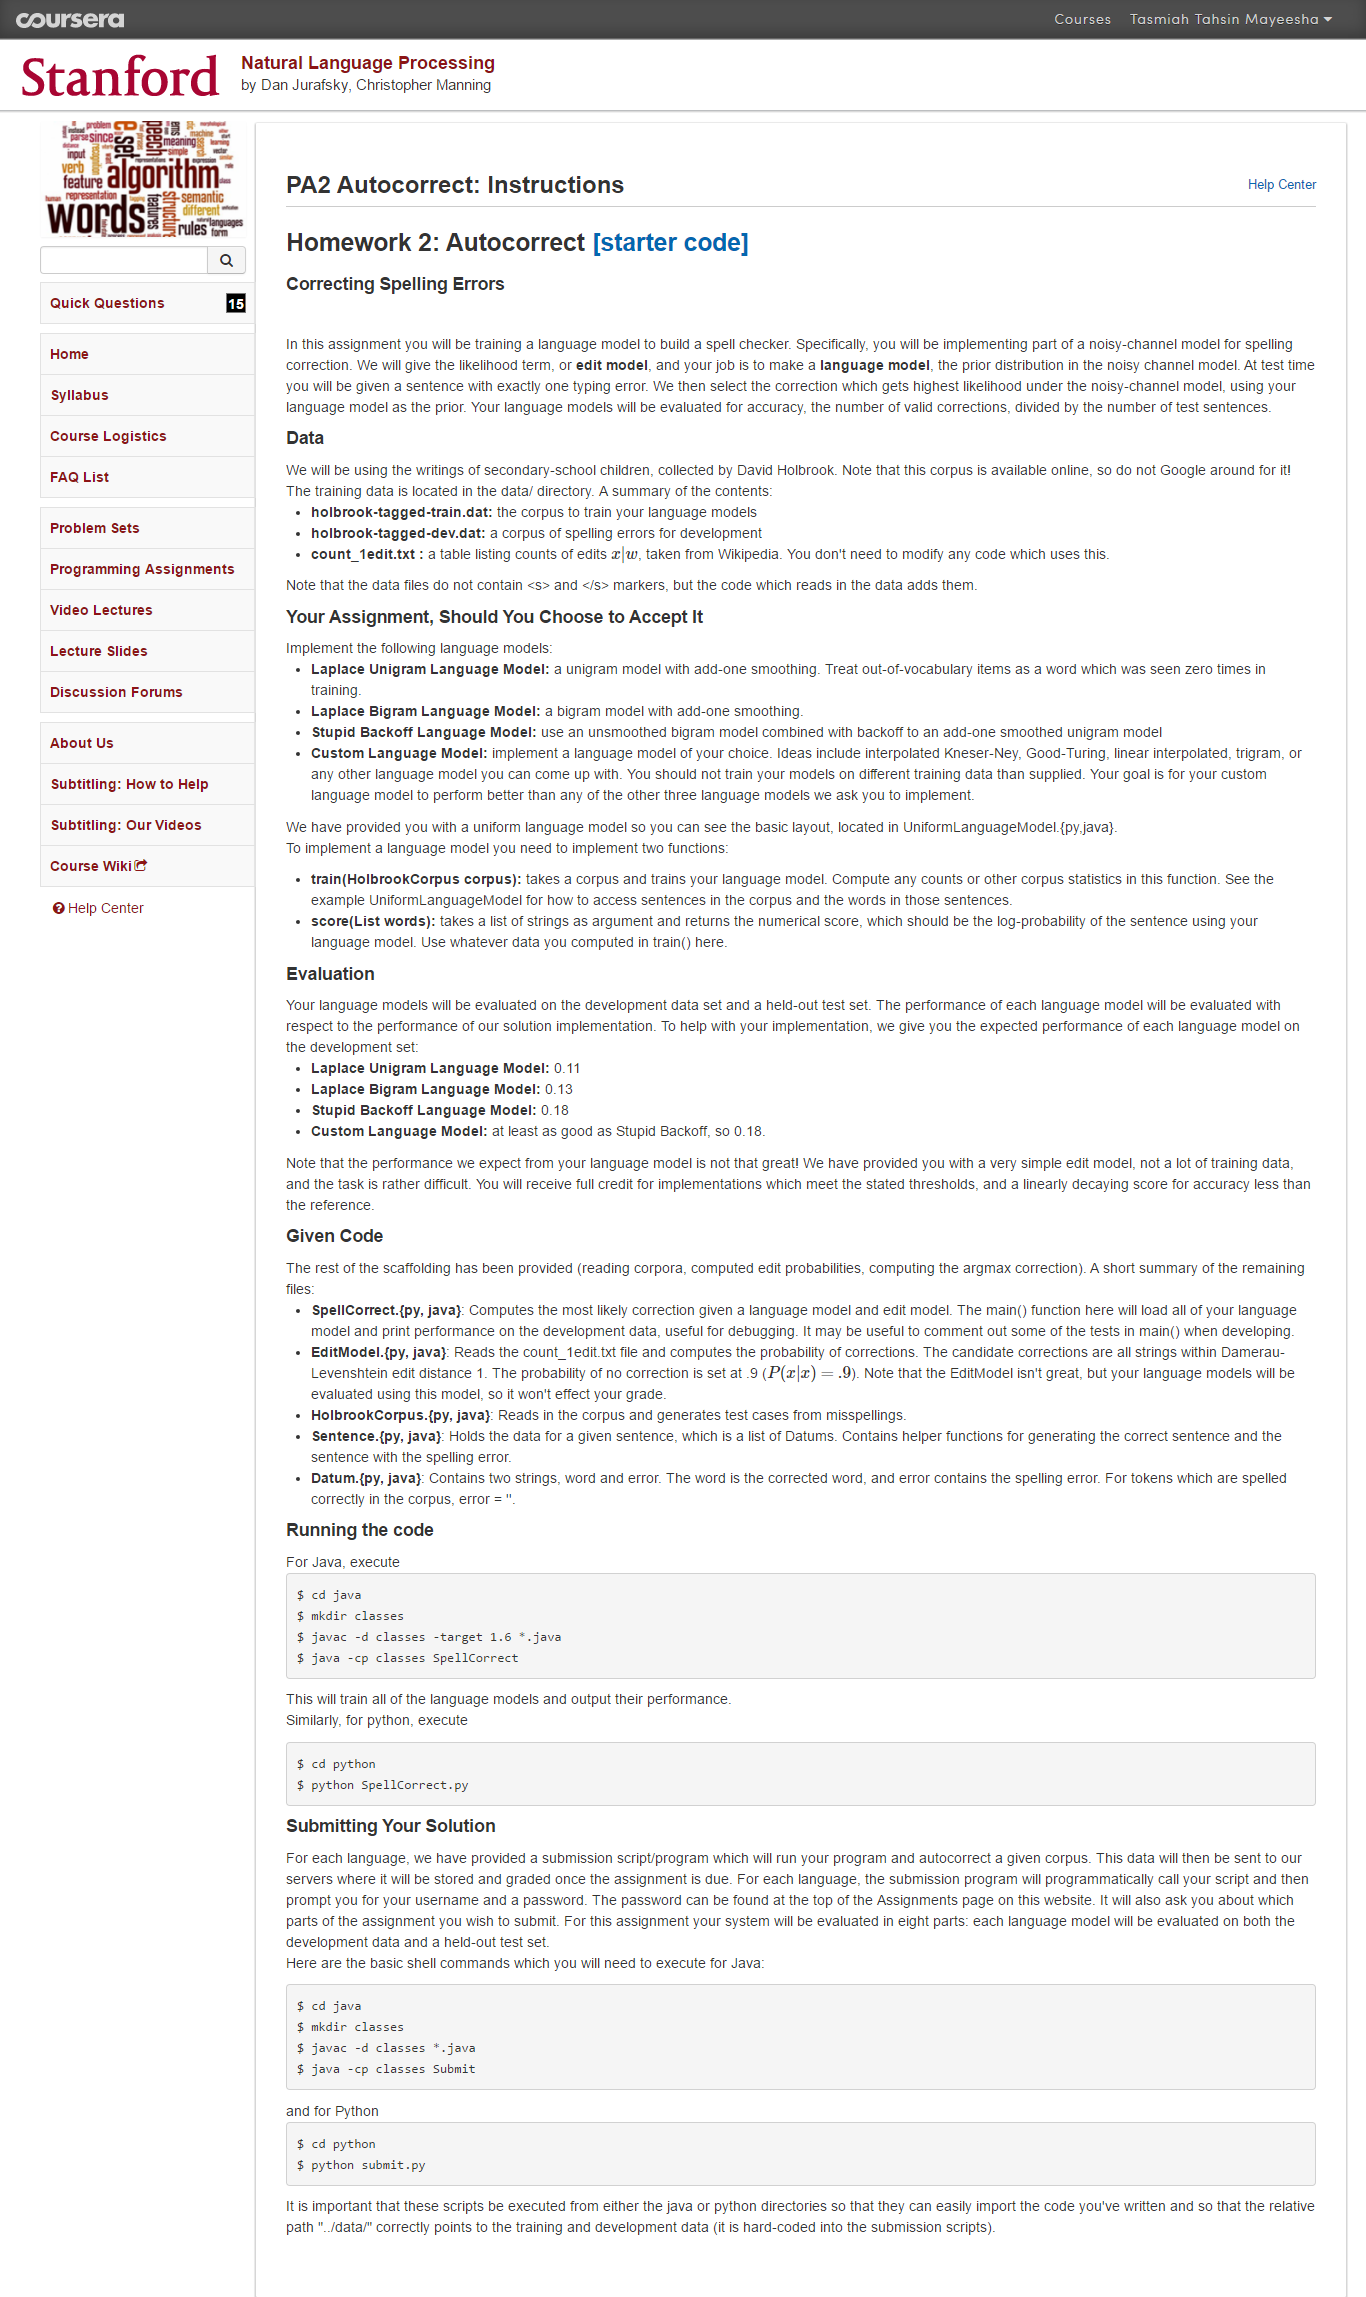 coursera
Courses Tasmiah Tahsin Mayeesha
Stanford
Natural Language Processing
by Dan Jurafsky, Christopher Manning
problem
parse since
input
verb
feature algorithm
representation
words
meaning
semantic
different
structure
features
rules
languages
form
Quick Questions 15
Home
Syllabus
Course Logistics
FAQ List
Problem Sets
Programming Assignments
Video Lectures
Lecture Slides
Discussion Forums
About Us
Subtitling: How to Help
Subtitling: Our Videos
Course Wiki
Help Center
PA2 Autocorrect: Instructions
Help Center
Homework 2: Autocorrect [starter code]
Correcting Spelling Errors
In this assignment you will be training a language model to build a spell checker. Specifically, you will be implementing part of a noisy-channel model for spelling
correction. We will give the likelihood term, or edit model, and your job is to make a language model, the prior distribution in the noisy channel model. At test time
you will be given a sentence with exactly one typing error. We then select the correction which gets highest likelihood under the noisy-channel model, using your
language model as the prior. Your language models will be evaluated for accuracy, the number of valid corrections, divided by the number of test sentences.
Data
We will be using the writings of secondary-school children, collected by David Holbrook. Note that this corpus is available online, so do not Google around for it!
The training data is located in the data/ directory. A summary of the contents:
• holbrook-tagged-train.dat: the corpus to train your language models
• holbrook-tagged-dev.dat: a corpus of spelling errors for development
• count_1edit.txt : a table listing counts of edits x|w, taken from Wikipedia. You don't need to modify any code which uses this.
Note that the data files do not contain <s> and </s> markers, but the code which reads in the data adds them.
Your Assignment, Should You Choose to Accept It
Implement the following language models:
• Laplace Unigram Language Model: a unigram model with add-one smoothing. Treat out-of-vocabulary items as a word which was seen zero times in
training.
• Laplace Bigram Language Model: a bigram model with add-one smoothing.
• Stupid Backoff Language Model: use an unsmoothed bigram model combined with backoff to an add-one smoothed unigram model
• Custom Language Model: implement a language model of your choice. Ideas include interpolated Kneser-Ney, Good-Turing, linear interpolated, trigram, or
any other language model you can come up with. You should not train your models on different training data than supplied. Your goal is for your custom
language model to perform better than any of the other three language models we ask you to implement.
We have provided you with a uniform language model so you can see the basic layout, located in UniformLanguageModel.{py,java}.
To implement a language model you need to implement two functions:
• train(HolbrookCorpus corpus): takes a corpus and trains your language model. Compute any counts or other corpus statistics in this function. See the
example UniformLanguageModel for how to access sentences in the corpus and the words in those sentences.
• score(List words): takes a list of strings as argument and returns the numerical score, which should be the log-probability of the sentence using your
language model. Use whatever data you computed in train() here.
Evaluation
Your language models will be evaluated on the development data set and a held-out test set. The performance of each language model will be evaluated with
respect to the performance of our solution implementation. To help with your implementation, we give you the expected performance of each language model on
the development set:
• Laplace Unigram Language Model: 0.11
• Laplace Bigram Language Model: 0.13
• Stupid Backoff Language Model: 0.18
• Custom Language Model: at least as good as Stupid Backoff, so 0.18.
Note that the performance we expect from your language model is not that great! We have provided you with a very simple edit model, not a lot of training data,
and the task is rather difficult. You will receive full credit for implementations which meet the stated thresholds, and a linearly decaying score for accuracy less than
the reference.
Given Code
The rest of the scaffolding has been provided (reading corpora, computed edit probabilities, computing the argmax correction). A short summary of the remaining
files:
• SpellCorrect.{py, java}: Computes the most likely correction given a language model and edit model. The main() function here will load all of your language
model and print performance on the development data, useful for debugging. It may be useful to comment out some of the tests in main() when developing.
• EditModel.{py, java}: Reads the count_1edit.txt file and computes the probability of corrections. The candidate corrections are all strings within Damerau-
Levenshtein edit distance 1. The probability of no correction is set at .9 (P(x|x) = .9). Note that the EditModel isn't great, but your language models will be
evaluated using this model, so it won't effect your grade.
• HolbrookCorpus.{py, java}: Reads in the corpus and generates test cases from misspellings.
• Sentence.{py, java}: Holds the data for a given sentence, which is a list of Datums. Contains helper functions for generating the correct sentence and the
sentence with the spelling error.
• Datum.{py, java}: Contains two strings, word and error. The word is the corrected word, and error contains the spelling error. For tokens which are spelled
correctly in the corpus, error = ''.
Running the code
For Java, execute
$ cd java
$ mkdir classes
$ javac -d classes -target 1.6 *.java
$ java -cp classes SpellCorrect
This will train all of the language models and output their performance.
Similarly, for python, execute
$ cd python
$ python SpellCorrect.py
Submitting Your Solution
For each language, we have provided a submission script/program which will run your program and autocorrect a given corpus. This data will then be sent to our
servers where it will be stored and graded once the assignment is due. For each language, the submission program will programmatically call your script and then
prompt you for your username and a password. The password can be found at the top of the Assignments page on this website. It will also ask you about which
parts of the assignment you wish to submit. For this assignment your system will be evaluated in eight parts: each language model will be evaluated on both the
development data and a held-out test set.
Here are the basic shell commands which you will need to execute for Java:
$ cd java
$ mkdir classes
$ javac -d classes *.java
$ java -cp classes Submit
and for Python
$ cd python
$ python submit.py
It is important that these scripts be executed from either the java or python directories so that they can easily import the code you've written and so that the relative
path "../data/" correctly points to the training and development data (it is hard-coded into the submission scripts).